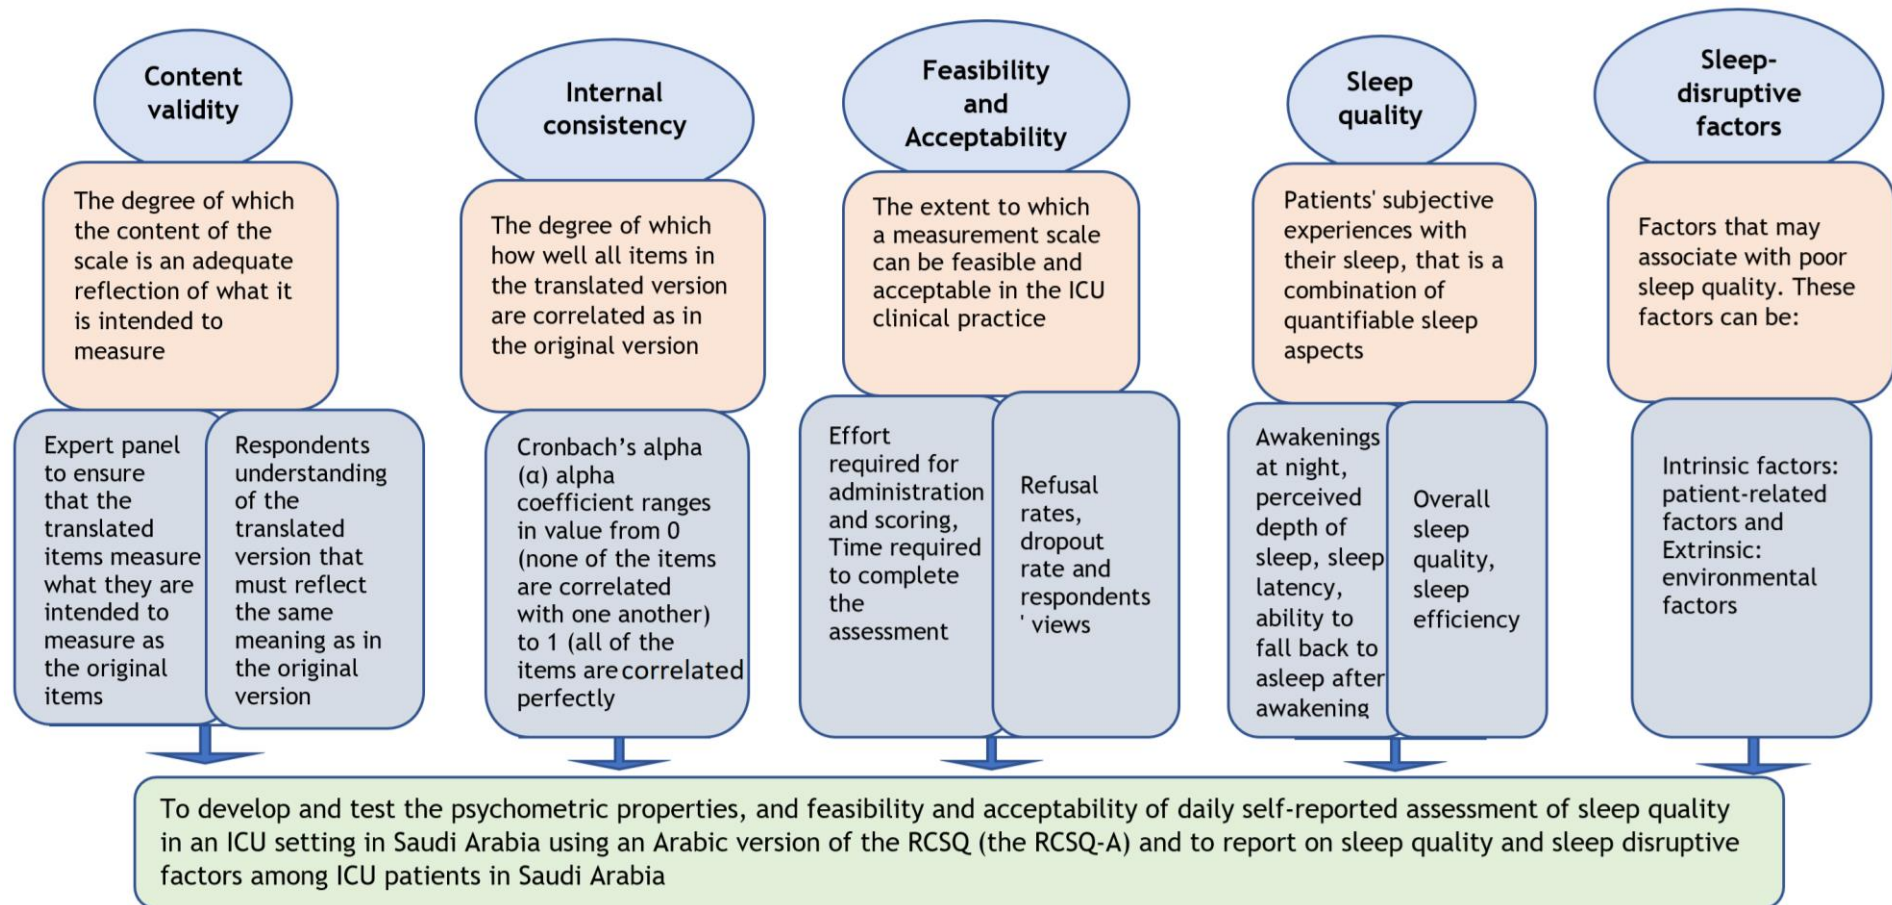 Content
validity
The degree of which
the content of the
scale is an adequate
reflection of what it
is intended to
measure
Expert panel
to ensure
that the
translated
items measure
what they are
intended to
measure as
the original
items
Respondents
understanding
of the
translated
version that
must reflect
the same
meaning as in
the original
version
Internal
consistency
The degree of which
how well all items in
the translated version
are correlated as in
the original version
Cronbach’s alpha
(α) alpha
coefficient ranges
in value from 0
(none of the items
are correlated
with one another)
to 1 (all of the
items are correlated
perfectly
Feasibility
and
Acceptability
The extent to which
a measurement scale
can be feasible and
acceptable in the ICU
clinical practice
Effort
required for
administration
and scoring,
Time required
to complete
the
assessment
Refusal
rates,
dropout
rate and
respondents
' views
Sleep
quality
Patients' subjective
experiences with
their sleep, that is a
combination of
quantifiable sleep
aspects
Awakenings
at night,
perceived
depth of
sleep, sleep
latency,
ability to
fall back to
asleep after
awakening
Overall
sleep
quality,
sleep
efficiency
Sleep-
disruptive
factors
Factors that may
associate with poor
sleep quality. These
factors can be:
Intrinsic factors:
patient-related
factors and
Extrinsic:
environmental
factors
To develop and test the psychometric properties, and feasibility and acceptability of daily self-reported assessment of sleep quality
in an ICU setting in Saudi Arabia using an Arabic version of the RCSQ (the RCSQ-A) and to report on sleep quality and sleep disruptive
factors among ICU patients in Saudi Arabia